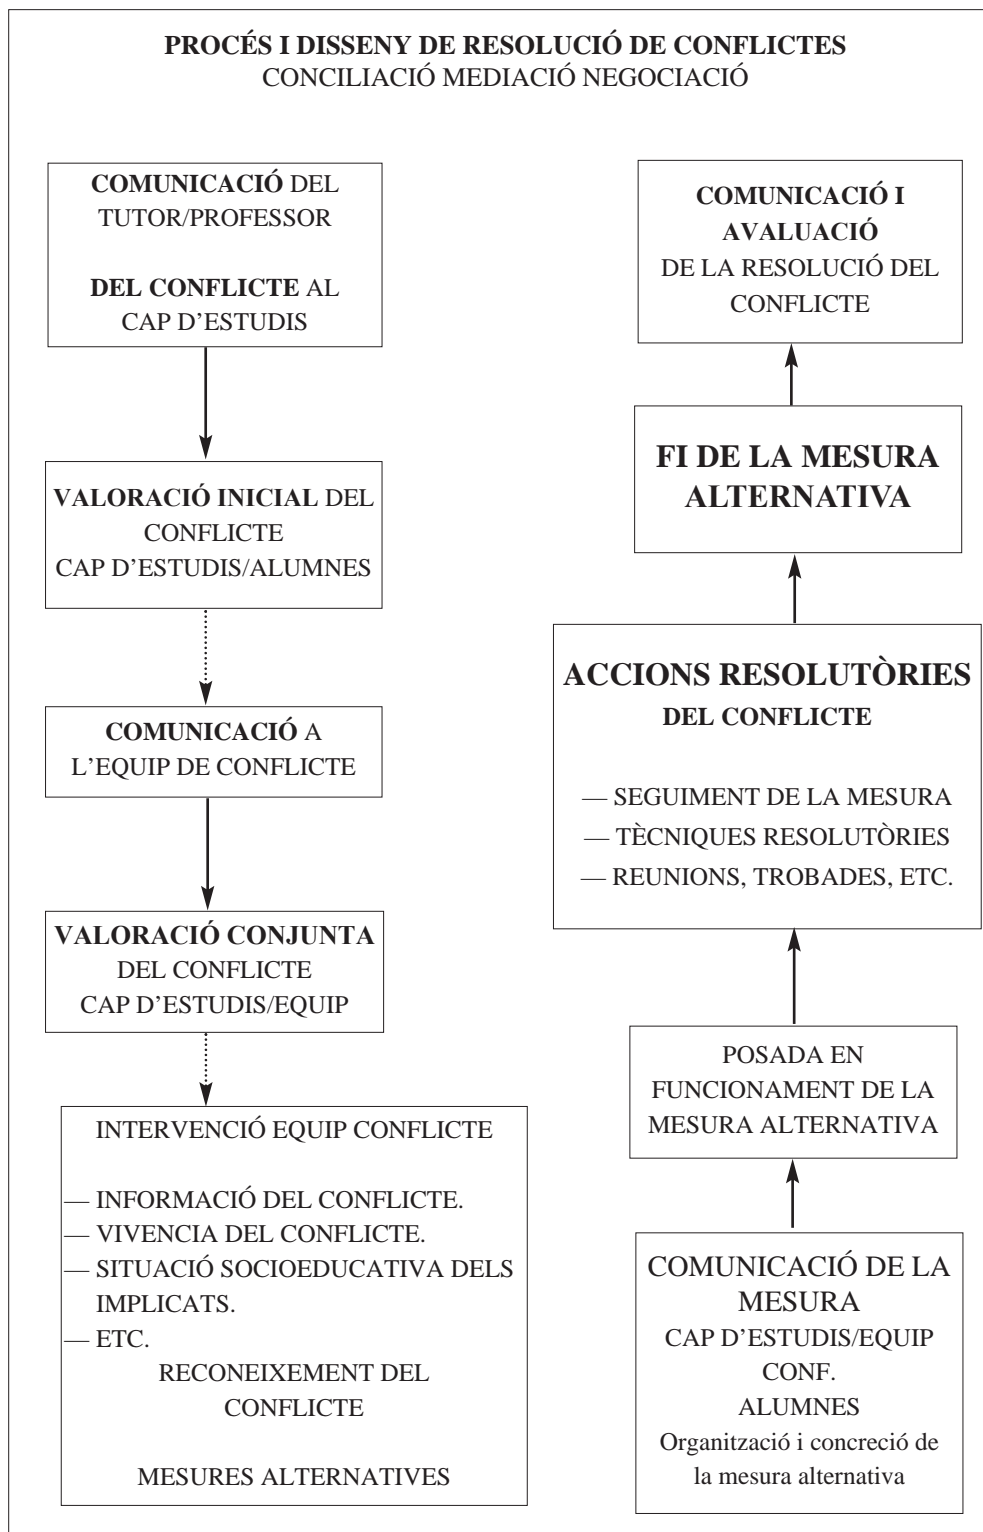 PROCÉS I DISSENY DE RESOLUCIÓ DE CONFLICTES
CONCILIACIÓ MEDIACIÓ NEGOCIACIÓ
COMUNICACIÓ DEL
TUTOR/PROFESSOR
DEL CONFLICTE AL
CAP D’ESTUDIS
VALORACIÓ INICIAL DEL
CONFLICTE
CAP D’ESTUDIS/ALUMNES
COMUNICACIÓ A
L’EQUIP DE CONFLICTE
VALORACIÓ CONJUNTA
DEL CONFLICTE
CAP D’ESTUDIS/EQUIP
INTERVENCIÓ EQUIP CONFLICTE
— INFORMACIÓ DEL CONFLICTE.
— VIVENCIA DEL CONFLICTE.
— SITUACIÓ SOCIOEDUCATIVA DELS
IMPLICATS.
— ETC.
RECONEIXEMENT DEL
CONFLICTE
MESURES ALTERNATIVES
COMUNICACIÓ I
AVALUACIÓ
DE LA RESOLUCIÓ DEL
CONFLICTE
FI DE LA MESURA
ALTERNATIVA
ACCIONS RESOLUTÒRIES
DEL CONFLICTE
— SEGUIMENT DE LA MESURA
— TÈCNIQUES RESOLUTÒRIES
— REUNIONS, TROBADES, ETC.
POSADA EN
FUNCIONAMENT DE LA
MESURA ALTERNATIVA
COMUNICACIÓ DE LA
MESURA
CAP D’ESTUDIS/EQUIP
CONF.
ALUMNES
Organització i concreció de
la mesura alternativa